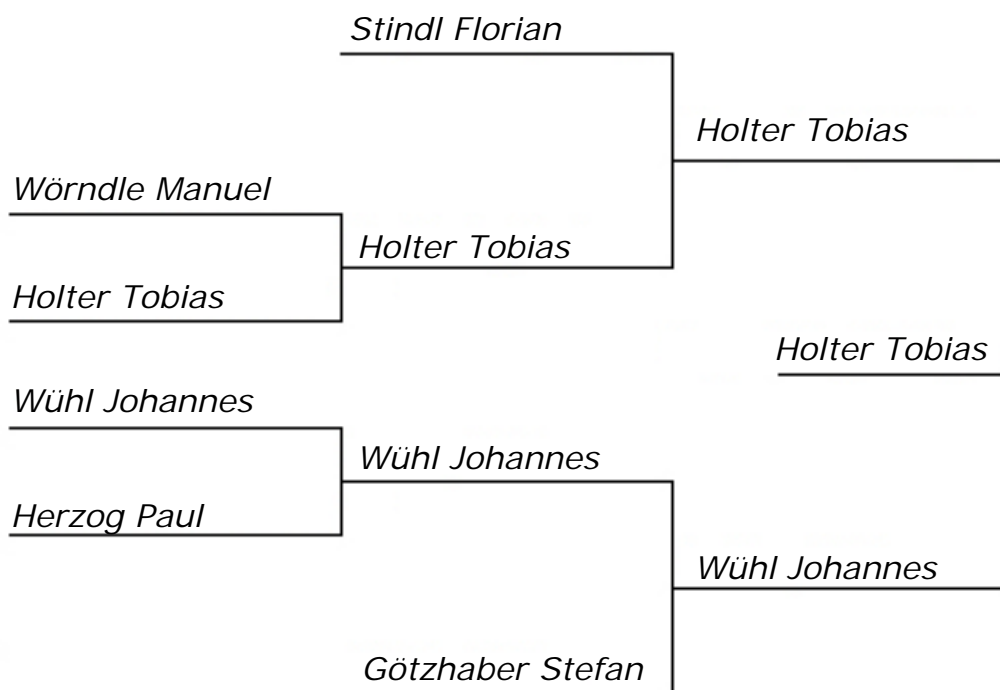 Stindl Florian
Holter Tobias
Wörndle Manuel
Holter Tobias
Holter Tobias
Holter Tobias
Wühl Johannes
Wühl Johannes
Herzog Paul
Wühl Johannes
Götzhaber Stefan